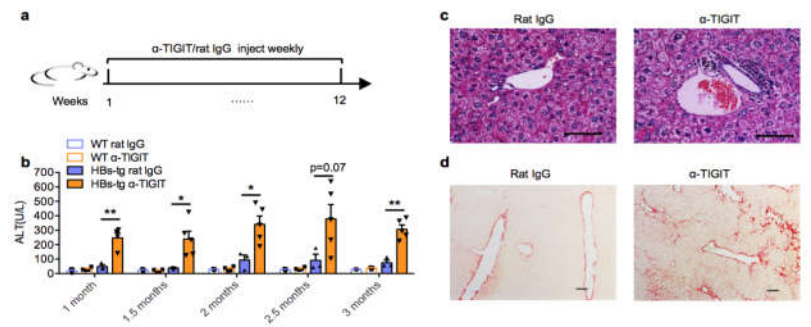 a
α-TIGIT/rat IgG inject weekly
Weeks
1
......
12
b
WT rat IgG
WT α-TIGIT
HBs-tg rat IgG
HBs-tg α-TIGIT
ALT(U/L)
700
600
500
400
300
200
100
0
**
*
*
p=0.07
**
1 month
1.5 months
2 months
2.5 months
3 months
c
Rat IgG
α-TIGIT
d
Rat IgG
α-TIGIT